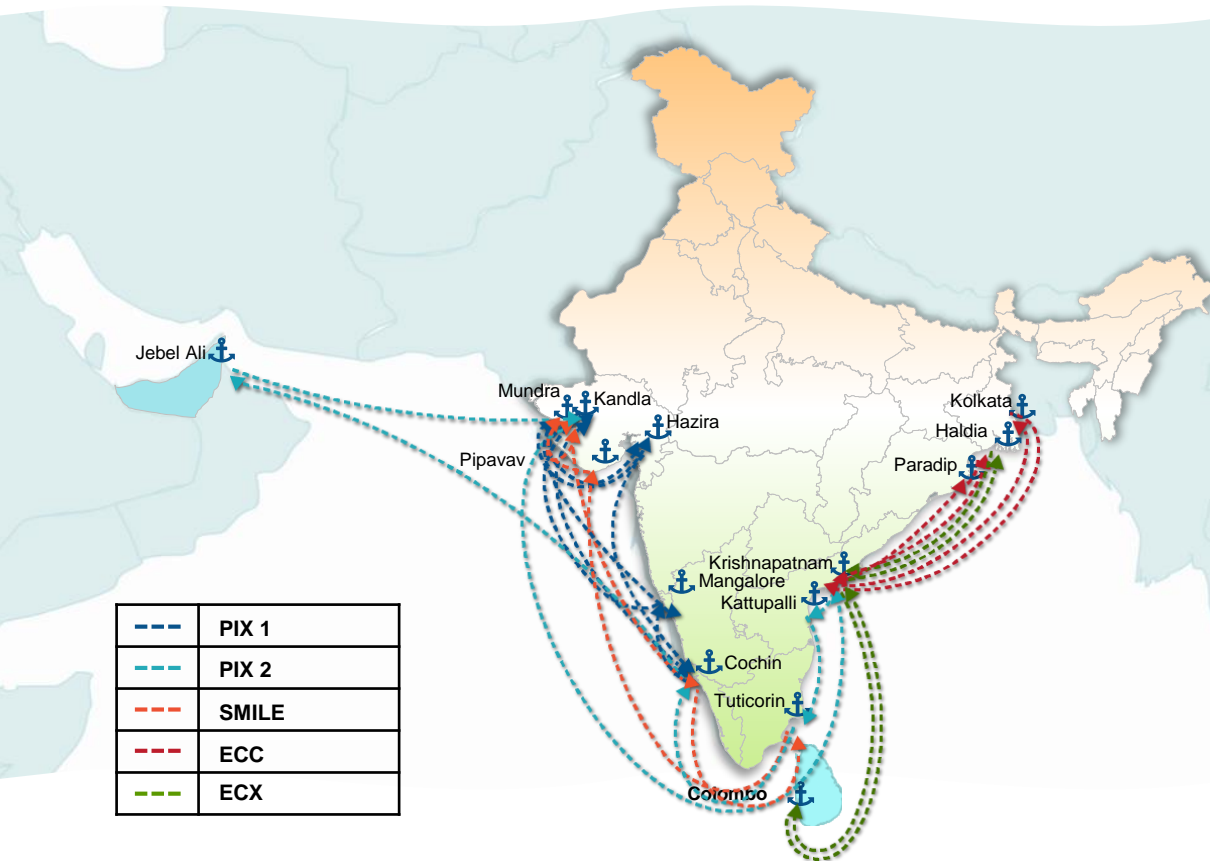 Jebel Ali
Mundra
Kandla
Hazira
Pipavav
Kolkata
Haldia
Paradip
Krishnapatnam
Mangalore
Kattupalli
Cochin
Tuticorin
Colombo
PIX 1
PIX 2
SMILE
ECC
ECX